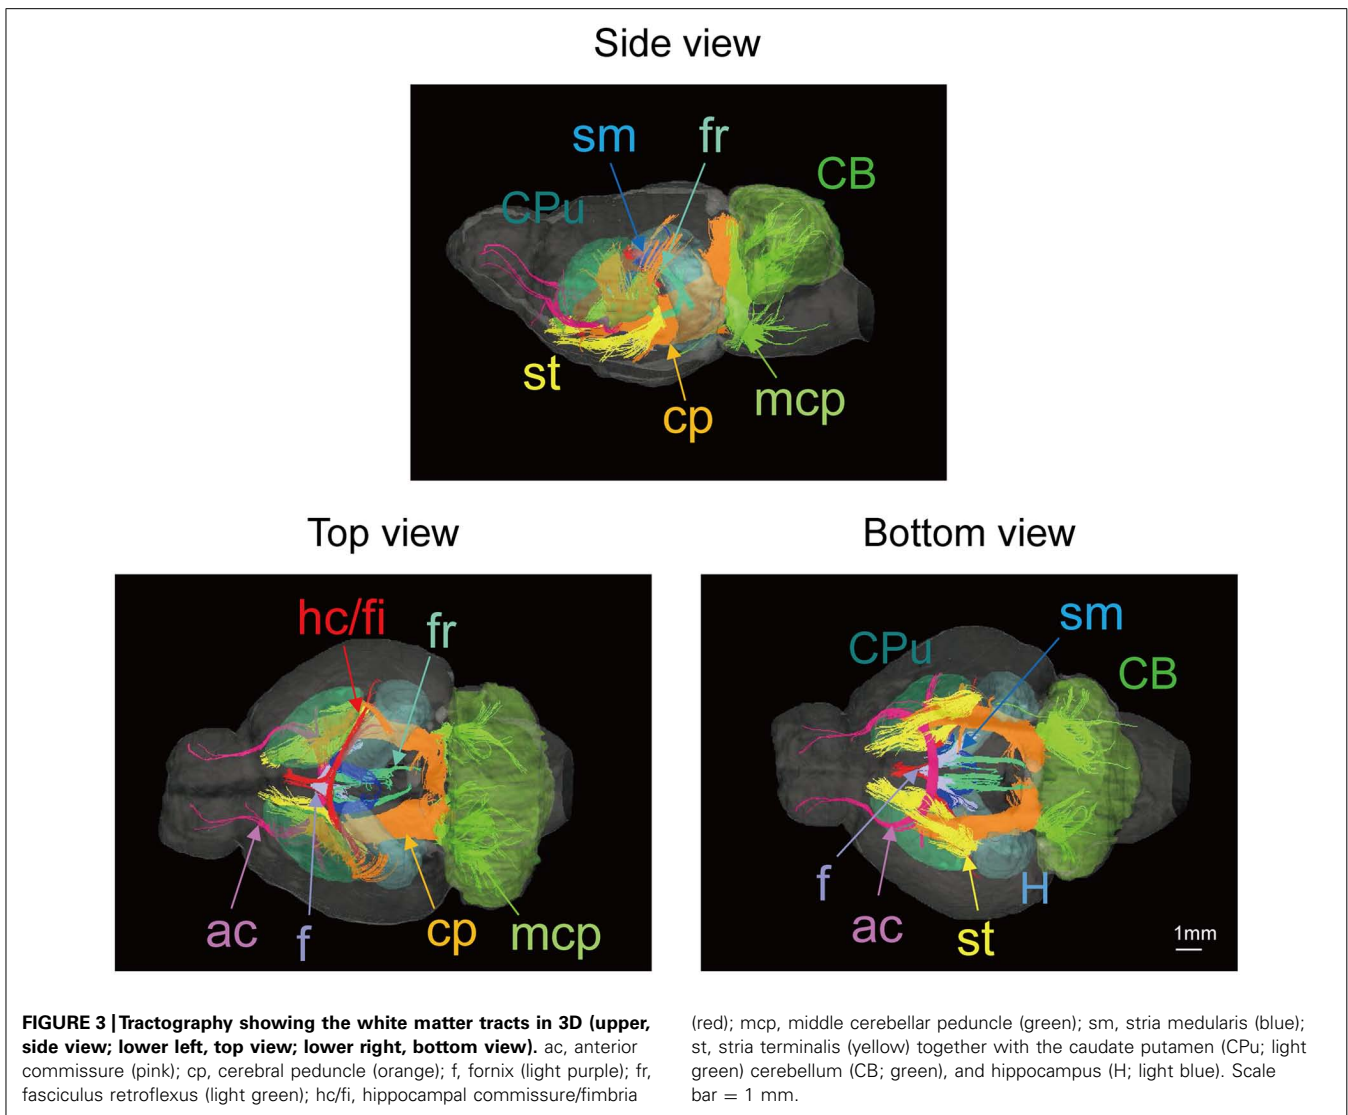 Side view
sm
fr
CB
CPu
st
cp
mcp
Top view
hc/fi
fr
ac
f
cp
mcp
Bottom view
sm
CPu
CB
f
H
ac
st
1mm
FIGURE 3 | Tractography showing the white matter tracts in 3D (upper,
side view; lower left, top view; lower right, bottom view). ac, anterior
commissure (pink); cp, cerebral peduncle (orange); f, fornix (light purple); fr,
fasciculus retroflexus (light green); hc/fi, hippocampal commissure/fimbria
(red); mcp, middle cerebellar peduncle (green); sm, stria medularis (blue);
st, stria terminalis (yellow) together with the caudate putamen (CPu; light
green) cerebellum (CB; green), and hippocampus (H; light blue). Scale
bar = 1 mm.